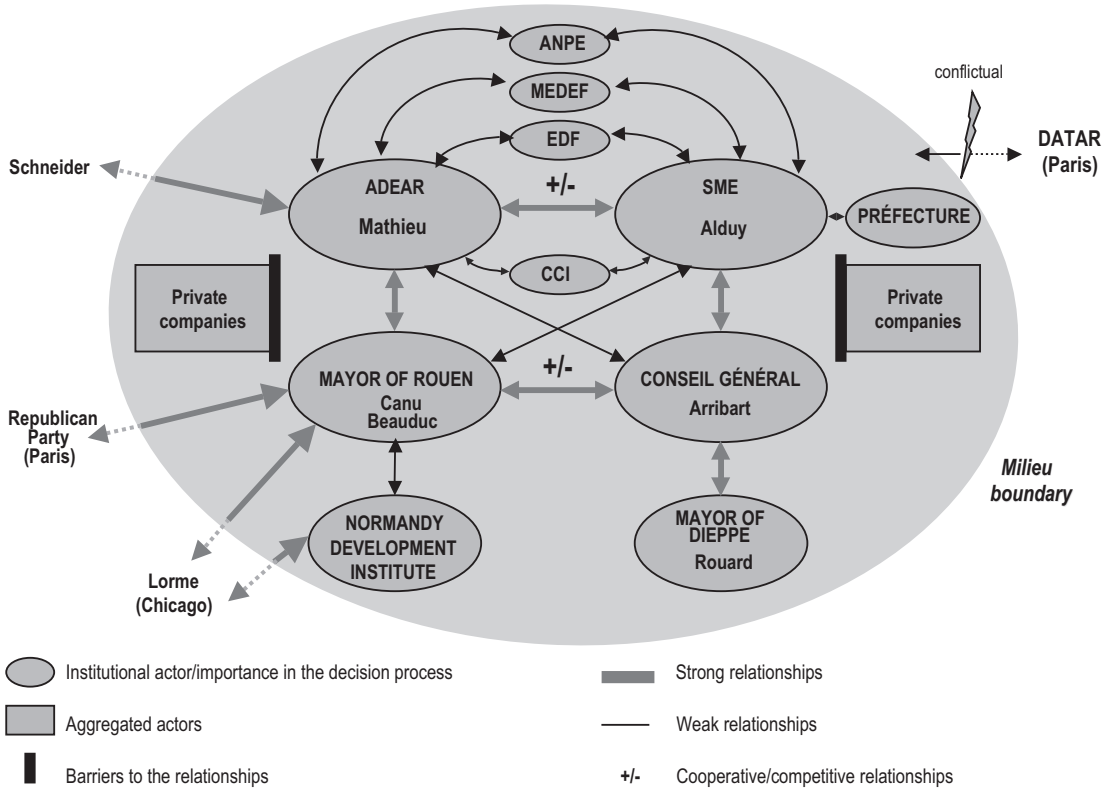 ANPE
conflictual
MEDEF
EDF
DATAR
(Paris)
Schneider
ADEAR
Mathieu
+/-
SME
Alduy
PRÉFECTURE
CCI
Private
companies
Private
companies
MAYOR OF ROUEN
Canu
Beauduc
+/-
CONSEIL GÉNÉRAL
Arribart
Republican
Party
(Paris)
Milieu
boundary
NORMANDY
DEVELOPMENT
INSTITUTE
MAYOR OF
DIEPPE
Rouard
Lorme
(Chicago)
Institutional actor/importance in the decision process
Strong relationships
Aggregated actors
Weak relationships
Barriers to the relationships
+/- Cooperative/competitive relationships